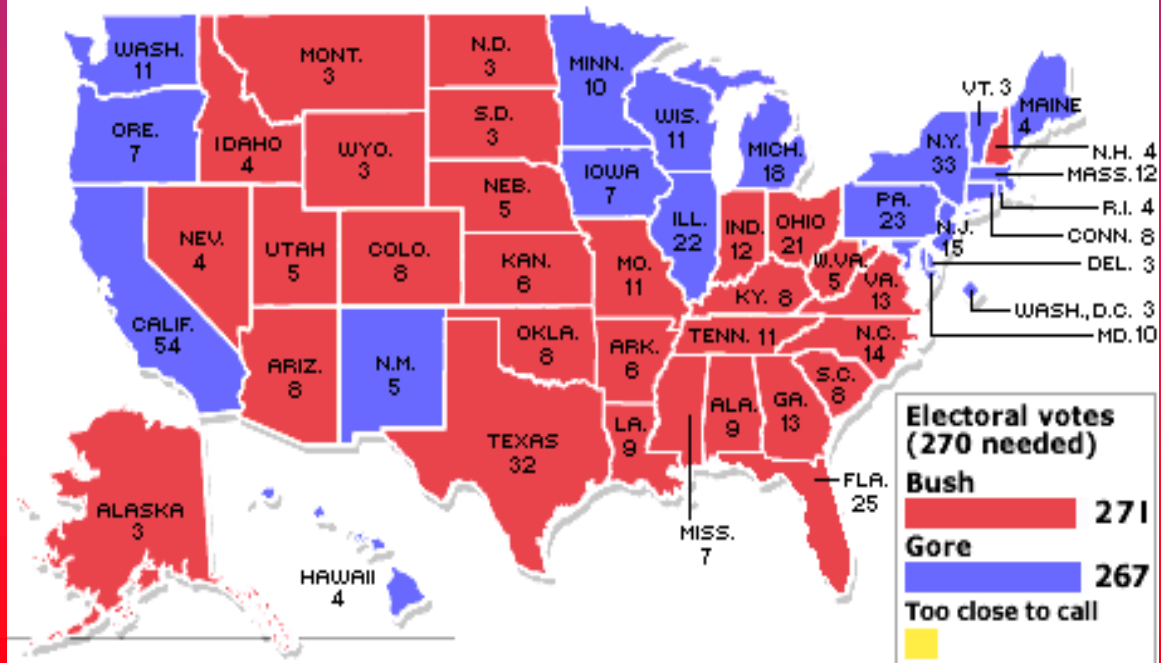 WASH.
11
ORE.
7
CALIF.
54
IDAHO
4
NEV.
4
MONT.
3
WYO.
3
UTAH
5
COLO.
8
ARIZ.
8
N.M.
5
N.D.
3
S.D.
3
NEB.
5
KAN.
6
OKLA.
8
TEXAS
32
MINN.
10
IOWA
7
MO.
11
ARK.
6
LA.
9
WIS.
11
ILL.
22
MICH.
18
IND.
12
OHIO
21
KY. 8
TENN. 11
MISS.
7
ALA.
9
GA.
13
FLA.
25
S.C.
8
N.C.
14
VA.
13
W.VA.
5
PA.
23
N.Y.
33
N.J.
15
VT. 3
MAINE
4
N.H. 4
MASS.12
R.I. 4
CONN. 8
DEL. 3
WASH.,D.C. 3
MD.10
ALASKA
3
HAWAII
4
Electoral votes
(270 needed)
Bush
271
Gore
267
Too close to call